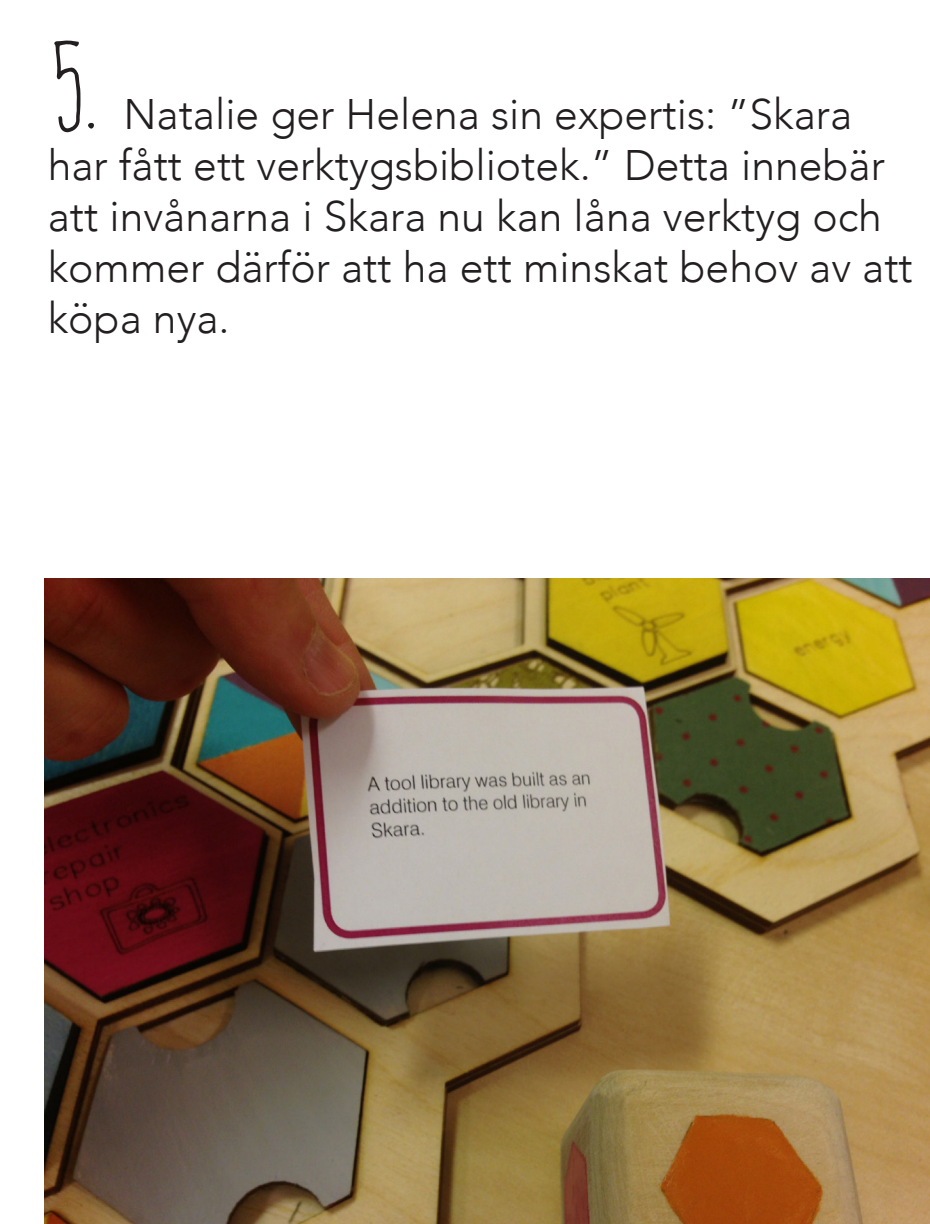 5. Natalie ger Helena sin expertis: ”Skara
har fått ett verktygsbibliotek.” Detta innebär
att invånarna i Skara nu kan låna verktyg och
kommer därför att ha ett minskat behov av att
köpa nya.
plant
energy
A tool library was built as an
addition to the old library in
Skara.
lectronics
epair
shop